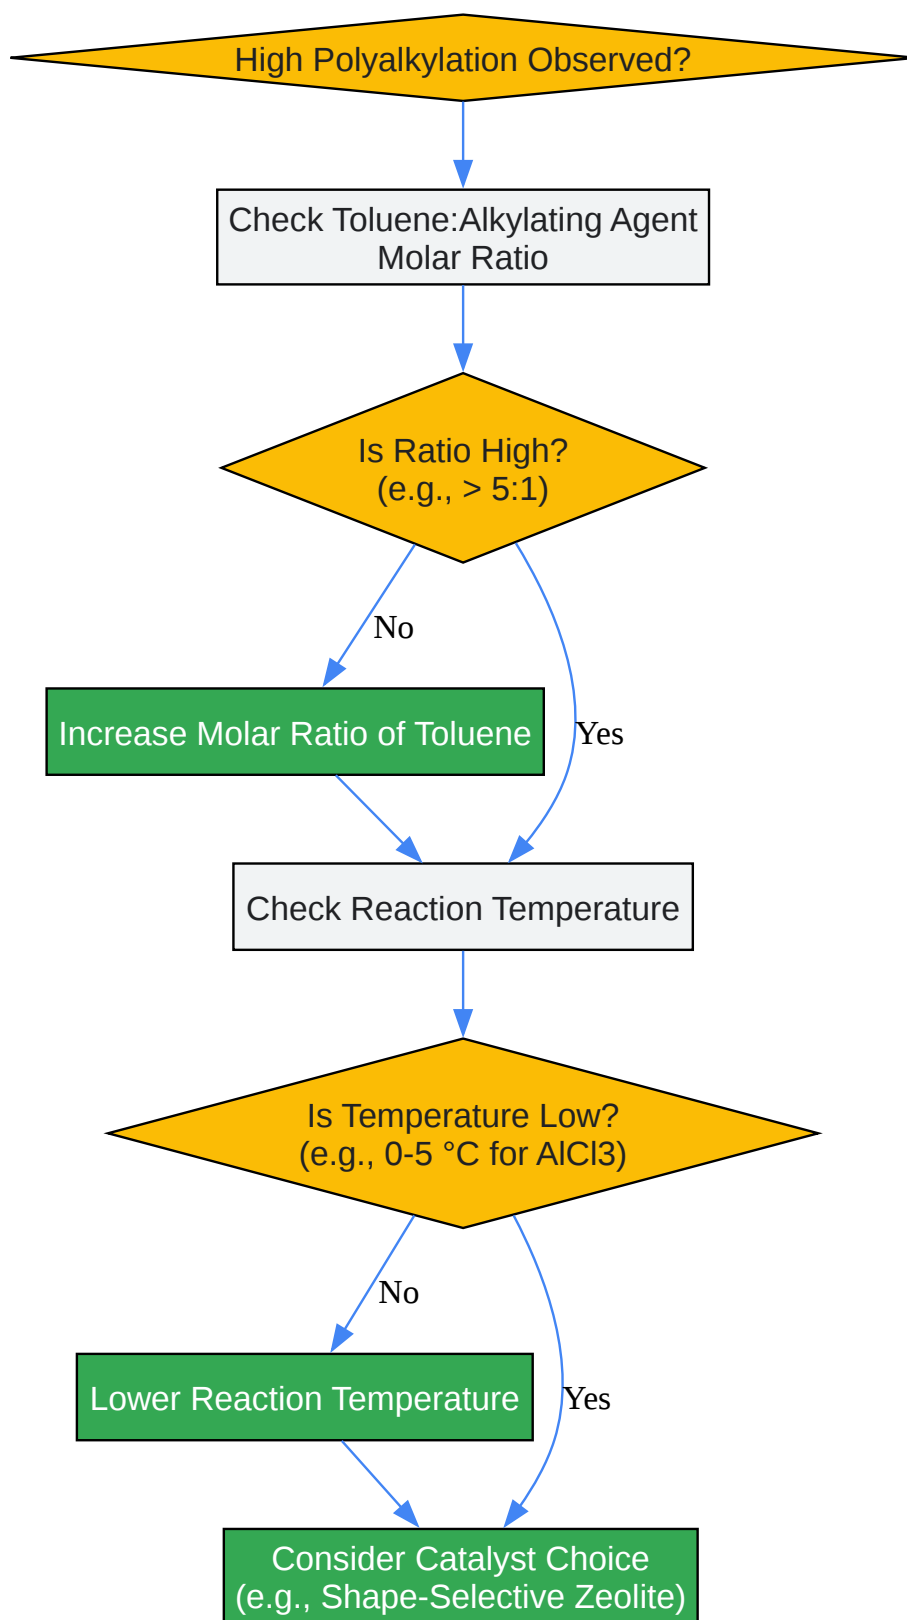 High Polyalkylation Observed?
Check Toluene:Alkylating Agent
Molar Ratio
Is Ratio High?
(e.g., > 5:1)
No
Increase Molar Ratio of Toluene
Yes
Check Reaction Temperature
Is Temperature Low?
(e.g., 0-5 °C for AlCl3)
No
Lower Reaction Temperature
Yes
Consider Catalyst Choice
(e.g., Shape-Selective Zeolite)